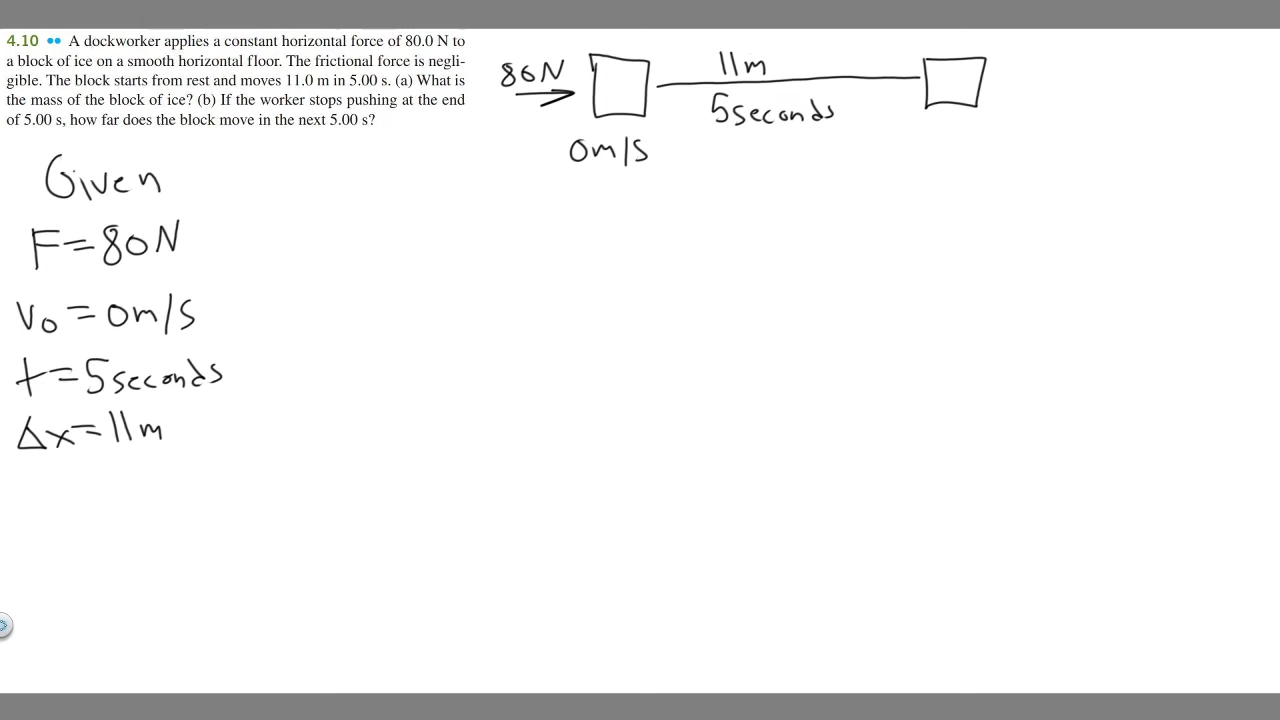 4.10 •• A dockworker applies a constant horizontal force of 80.0 N to
a block of ice on a smooth horizontal floor. The frictional force is negli-
gible. The block starts from rest and moves 11.0 m in 5.00 s. (a) What is
the mass of the block of ice? (b) If the worker stops pushing at the end
of 5.00 s, how far does the block move in the next 5.00 s?
80N
11m
5seconds
0m/s
Given
F=80N
v₀=0m/s
t=5seconds
Δx=11m